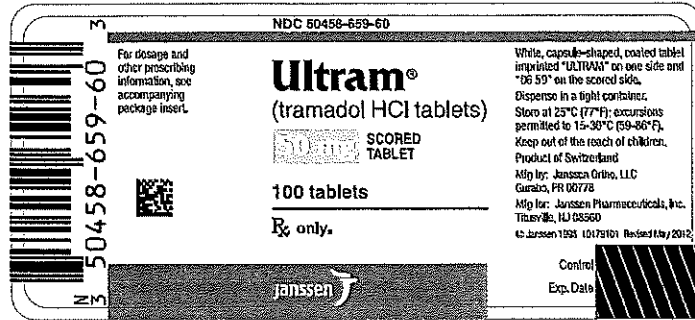 NDC 50458-659-60
N
3
50458-659-60
3
For dosage and
other prescribing
information, see
accompanying
package insert.
Ultram®
(tramadol HCl tablets)
50 mg SCORED
TABLET
100 tablets
Rx only.
janssen
White, capsule-shaped, coated tablet
imprinted "ULTRAM" on one side and
"06 59" on the scored side.
Dispense in a tight container.
Store at 25°C (77°F); excursions
permitted to 15-30°C (59-86°F).
Keep out of the reach of children.
Product of Switzerland
Mfg by: Janssen Ortho, LLC
Gurabo, PR 00778
Mfg for: Janssen Pharmaceuticals, Inc.
Titusville, NJ 08560
© Janssen 1998 10179101 Revised May 2012
Control
Exp. Date